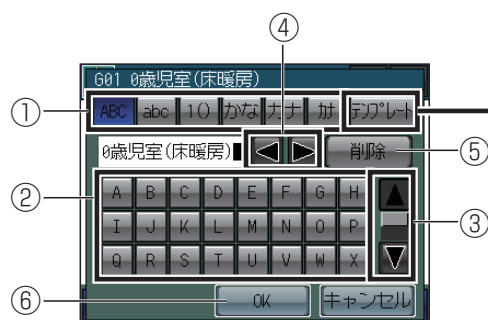 ④
G01 0歳児室(床暖房)
① ABC abc 1() かな カナ カナ テンプレート
0歳児室(床暖房) ◀ ▶ 削除 ⑤
② A B C D E F G H ▲
I J K L M N O P ③
Q R S T U V W X ▼
⑥ OK キャンセル